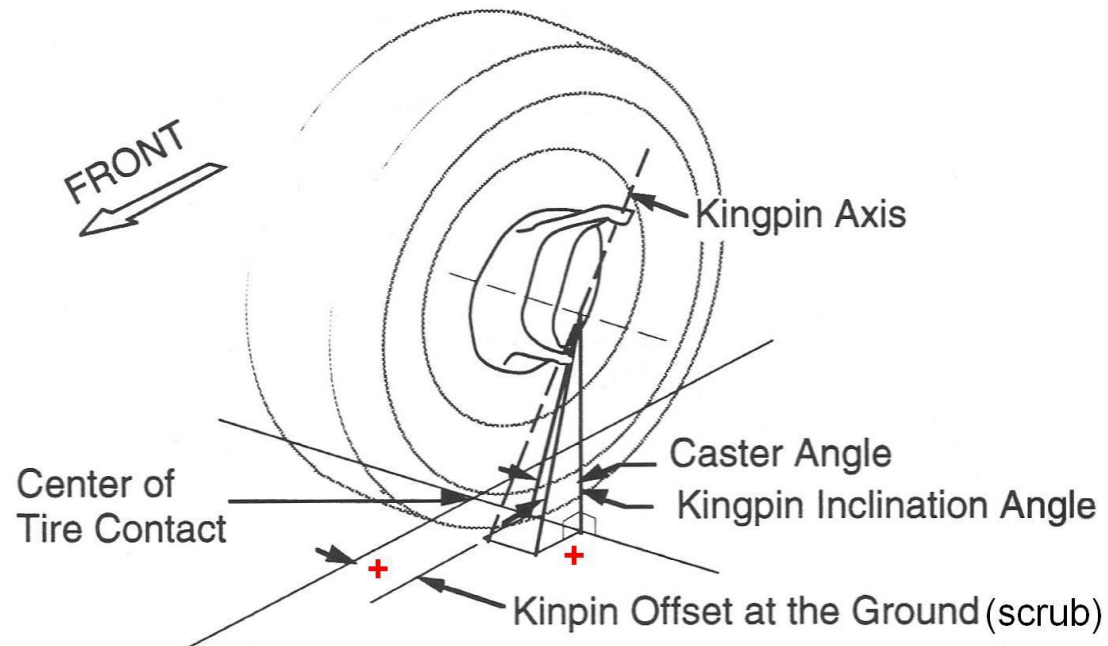 FRONT
Kingpin Axis
Caster Angle
Center of
Tire Contact
Kingpin Inclination Angle
+
+
Kinpin Offset at the Ground (scrub)